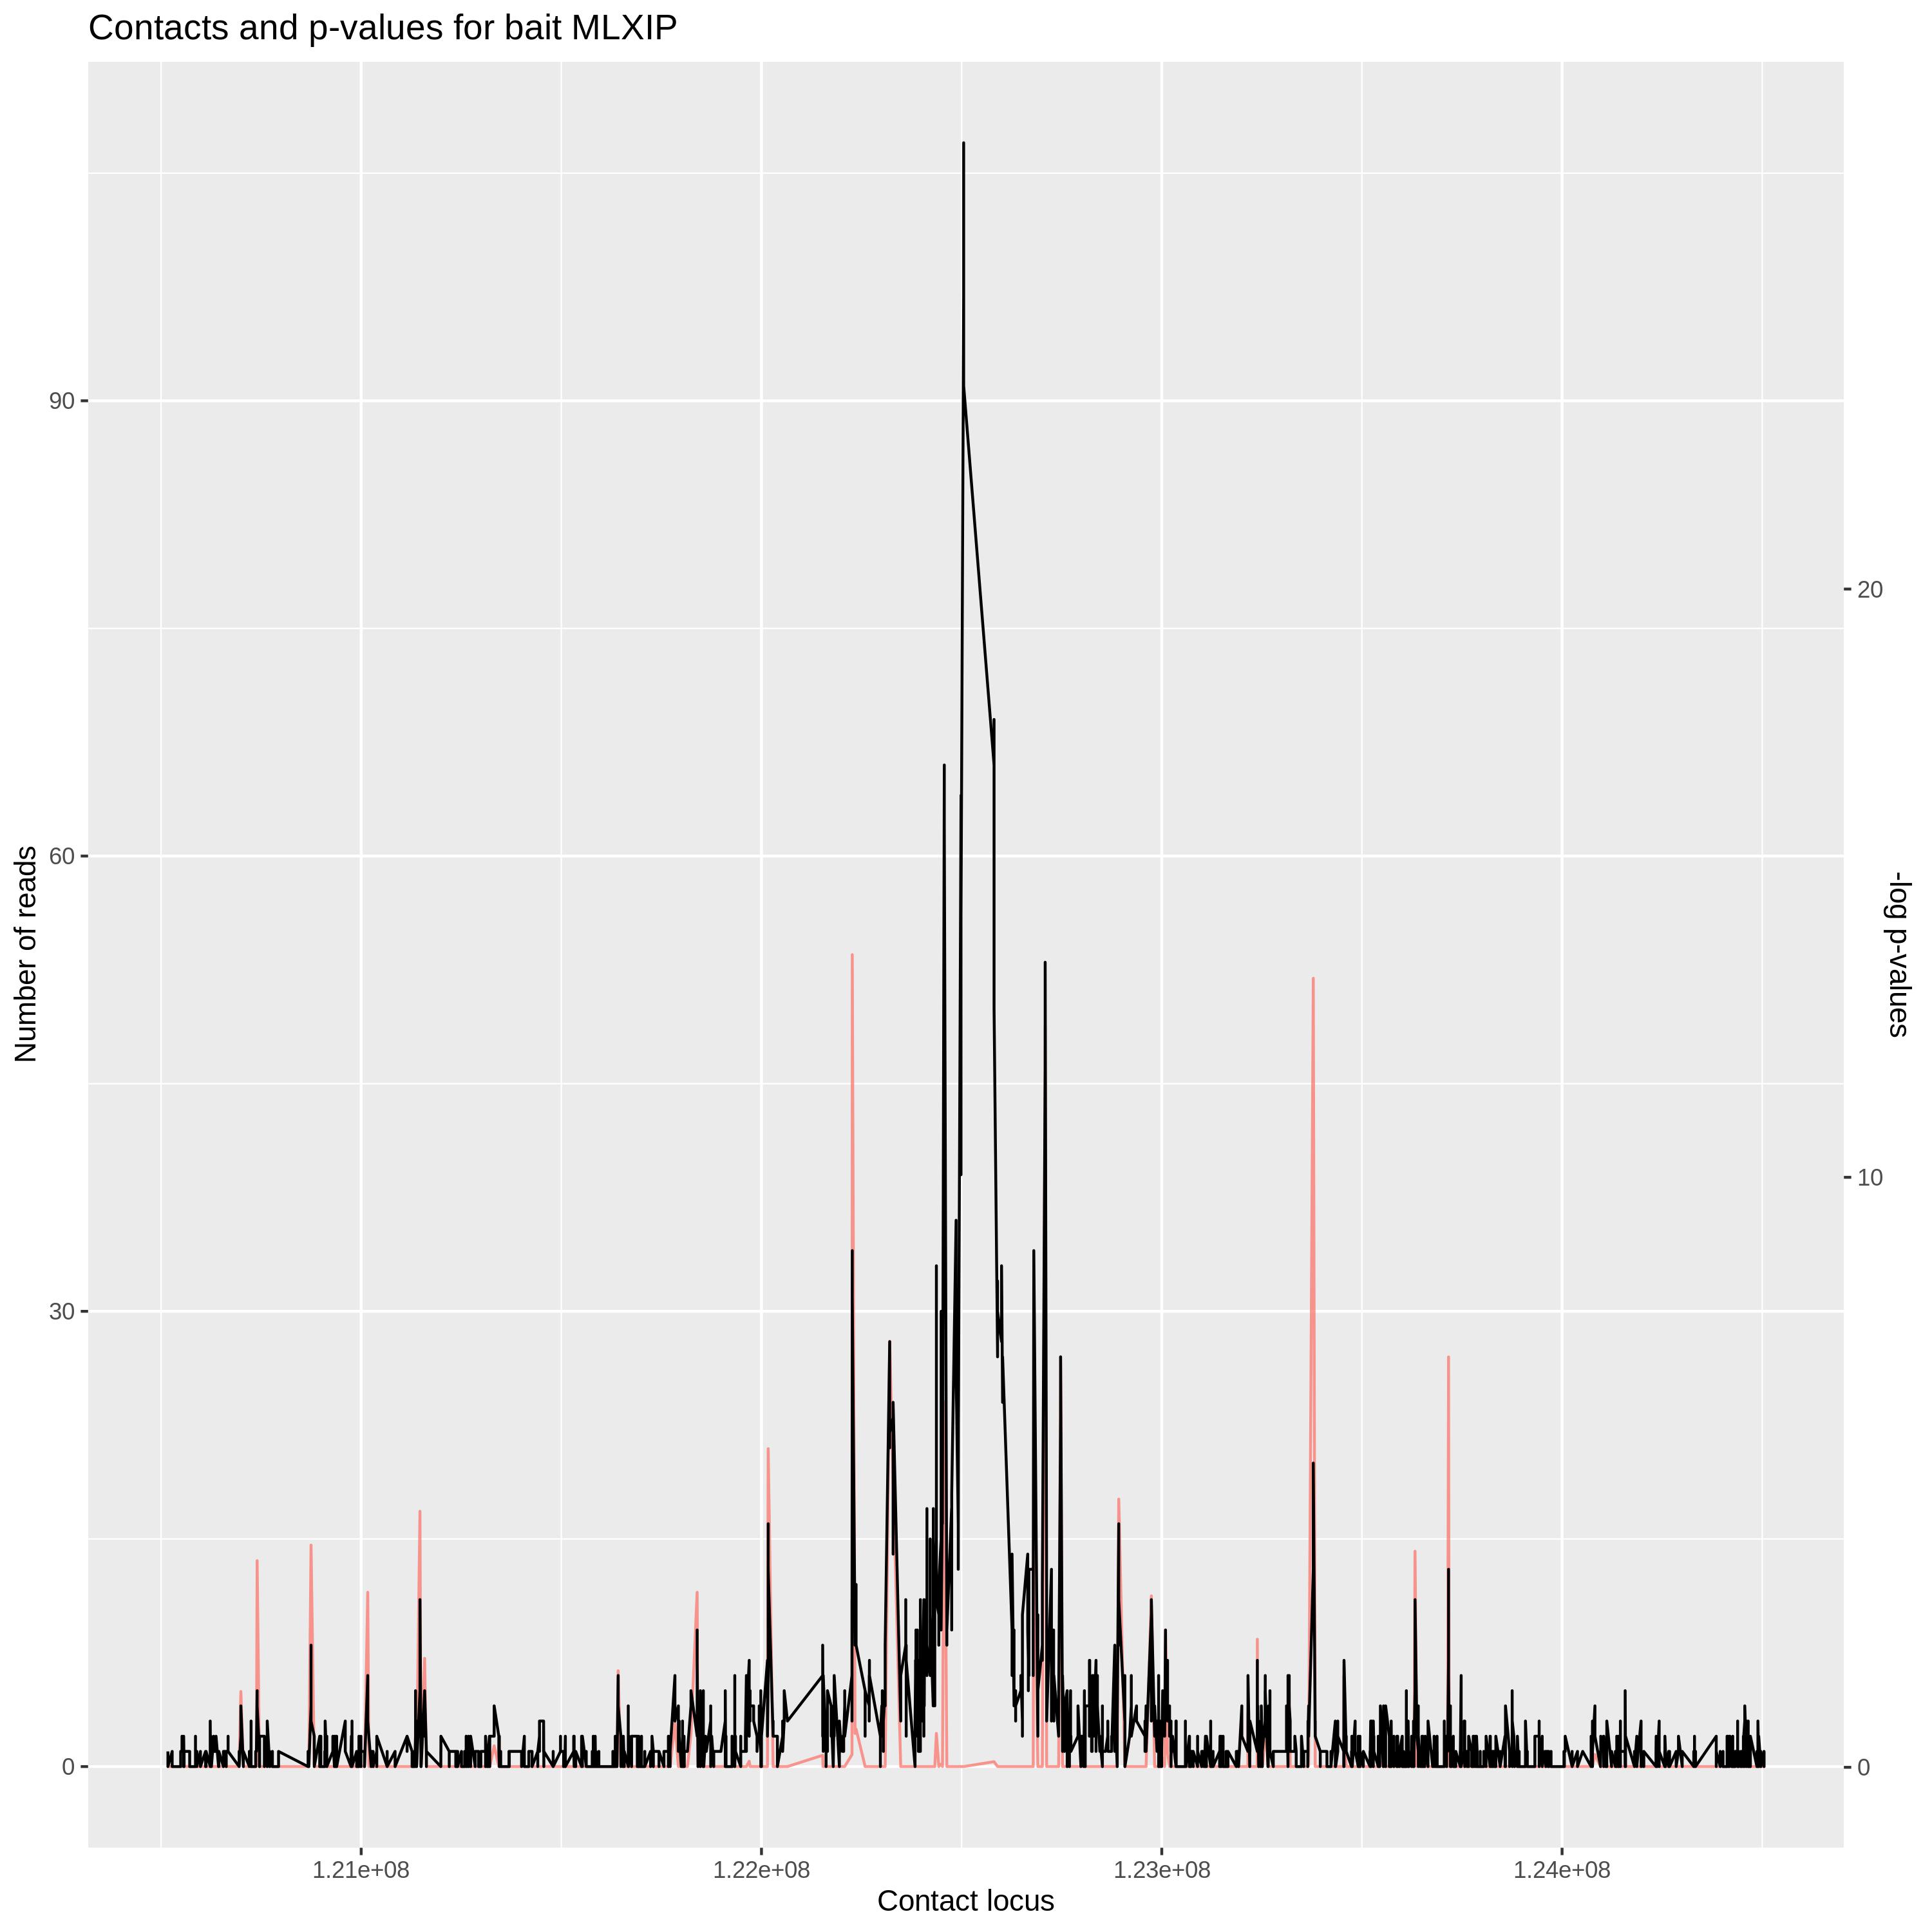 Contacts and p-values for bait MLXIP
Number of reads
90
60
30
0
20
10
0
-log p-values
1.21e+08
1.22e+08
1.23e+08
1.24e+08
Contact locus